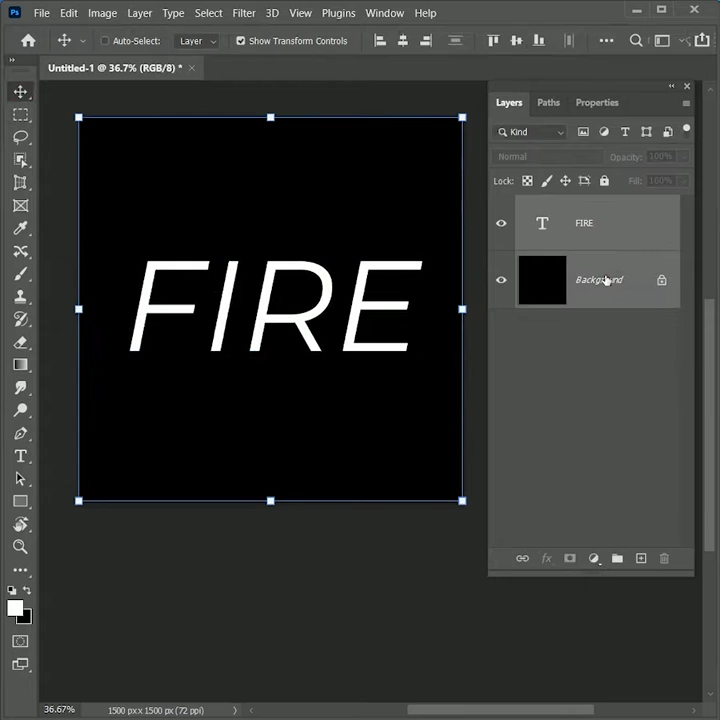 Ps File Edit Image Layer Type Select Filter 3D View Plugins Window Help
Auto-Select: Layer Show Transform Controls
Untitled-1 @ 36.7% (RGB/8) *
Layers Paths Properties
Kind
Normal Opacity: 100%
Lock: Fill: 100%
FIRE
Background
FIRE
36.67% 1500 px x 1500 px (72 ppi)